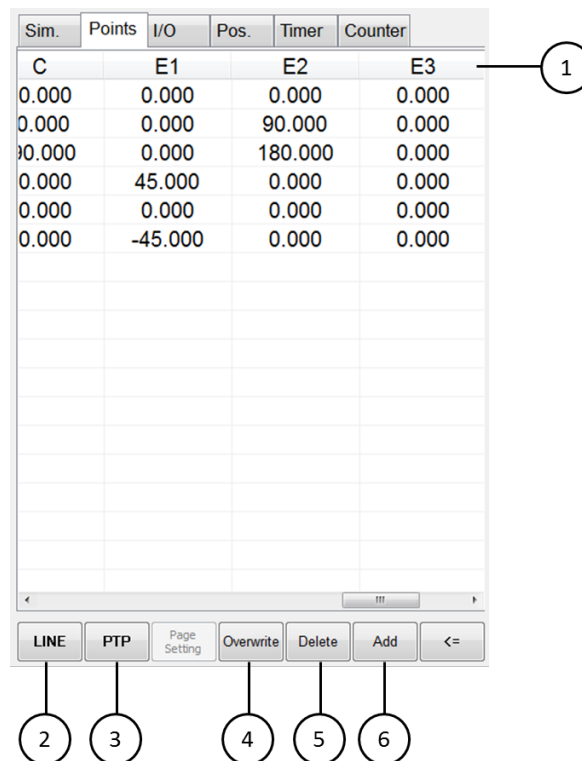 Sim. Points I/O Pos. Timer Counter
C E1 E2 E3 1
0.000 0.000 0.000 0.000
0.000 0.000 90.000 0.000
90.000 0.000 180.000 0.000
0.000 45.000 0.000 0.000
0.000 0.000 0.000 0.000
0.000 -45.000 0.000 0.000
LINE PTP Page Setting Overwrite Delete Add <=
2 3 4 5 6